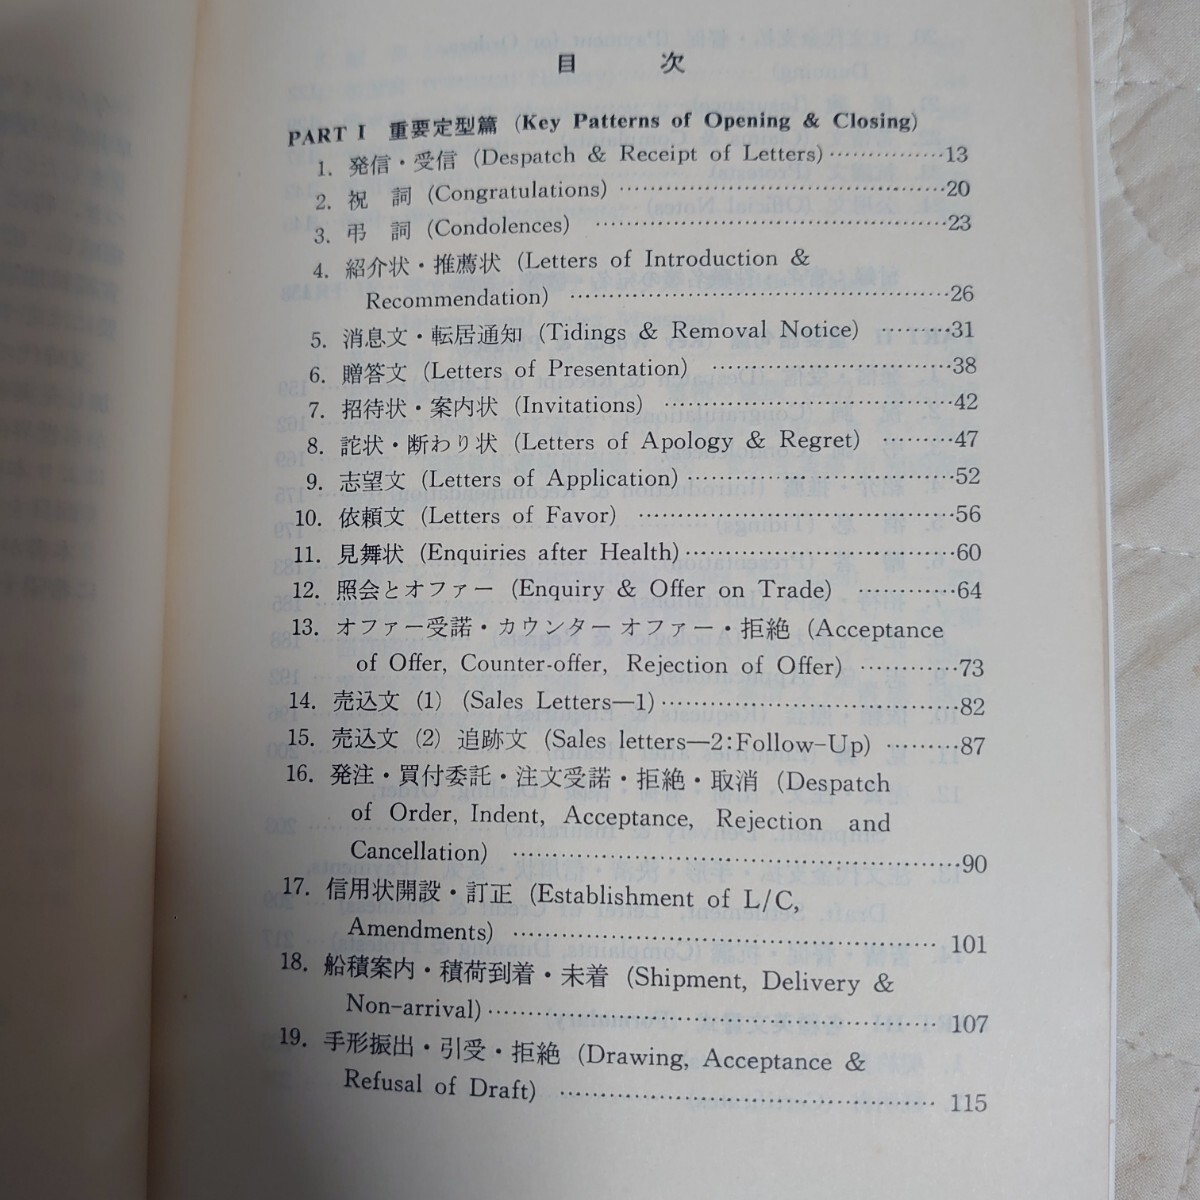 目 次
PART I 重要定型篇 (Key Patterns of Opening & Closing)
1. 発信・受信 (Despatch & Receipt of Letters)……………13
2. 祝 詞 (Congratulations) ……………………………………20
3. 弔 詞 (Condolences) ………………………………………23
4. 紹介状・推薦状 (Letters of Introduction &
Recommendation) …………………………………………26
5. 消息文・転居通知 (Tidings & Removal Notice) ………31
6. 贈答文 (Letters of Presentation) …………………………38
7. 招待状・案内状 (Invitations) ………………………………42
8. 詫状・断わり状 (Letters of Apology & Regret) ………47
9. 志望文 (Letters of Application)……………………………52
10. 依頼文 (Letters of Favor) …………………………………56
11. 見舞状 (Enquiries after Health)……………………………60
12. 照会とオファー (Enquiry & Offer on Trade) …………64
13. オファー受諾・カウンターオファー・拒絶 (Acceptance
of Offer, Counter-offer, Rejection of Offer) …………73
14. 売込文 (1) (Sales Letters—1)………………………………82
15. 売込文 (2) 追跡文 (Sales letters—2:Follow-Up) ………87
16. 発注・買付委託・注文受諾・拒絶・取消 (Despatch
of Order, Indent, Acceptance, Rejection and
Cancellation) …………………………………………………90
17. 信用状開設・訂正 (Establishment of L/C,
Amendments) ………………………………………………101
18. 船積案内・積荷到着・未着 (Shipment, Delivery &
Non-arrival)……………………………………………………107
19. 手形振出・引受・拒絶 (Drawing, Acceptance &
Refusal of Draft) ……………………………………………115